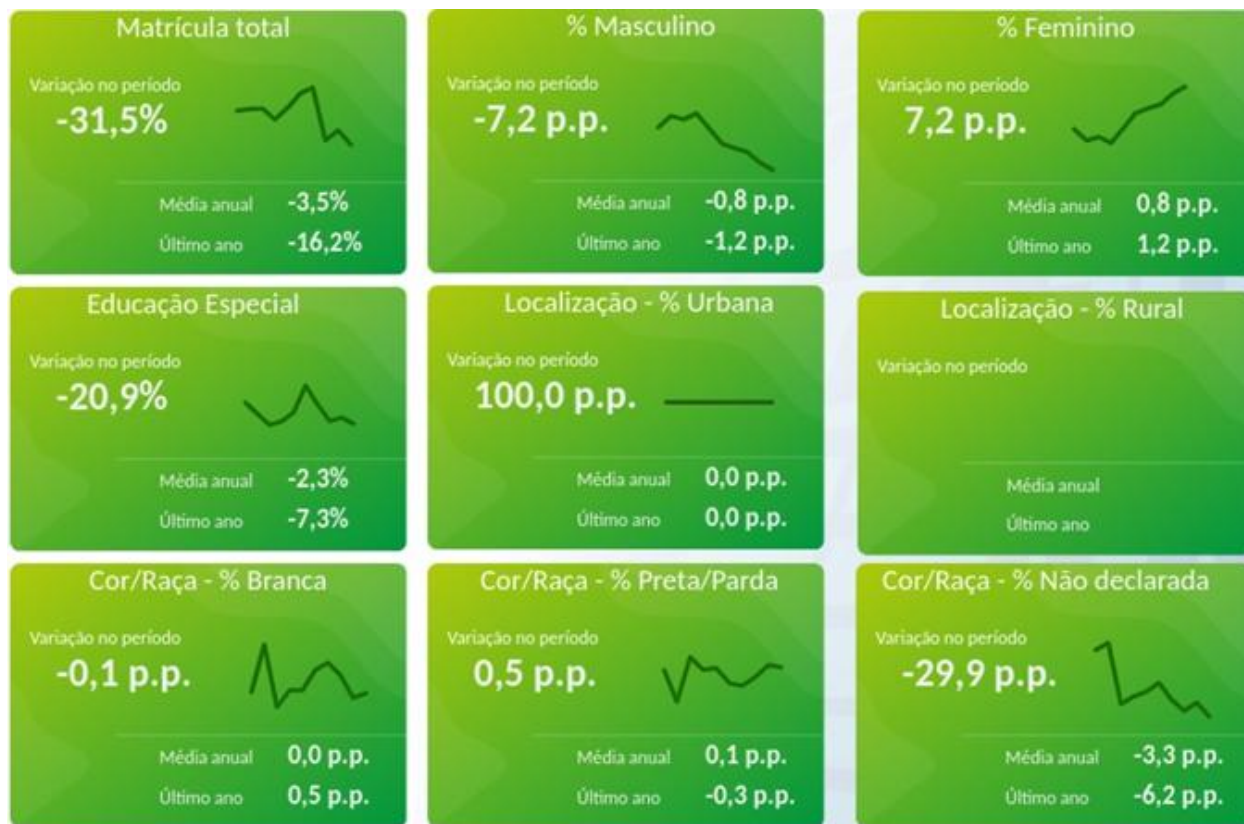 Matrícula total
Variação no período
-31,5%
Média anual -3,5%
Último ano -16,2%
% Masculino
Variação no período
-7,2 p.p.
Média anual -0,8 p.p.
Último ano -1,2 p.p.
% Feminino
Variação no período
7,2 p.p.
Média anual 0,8 p.p.
Último ano 1,2 p.p.
Educação Especial
Variação no período
-20,9%
Média anual -2,3%
Último ano -7,3%
Localização - % Urbana
Variação no período
100,0 p.p.
Média anual 0,0 p.p.
Último ano 0,0 p.p.
Localização - % Rural
Variação no período
Média anual
Último ano
Cor/Raça - % Branca
Variação no período
-0,1 p.p.
Média anual 0,0 p.p.
Último ano 0,5 p.p.
Cor/Raça - % Preta/Parda
Variação no período
0,5 p.p.
Média anual 0,1 p.p.
Último ano -0,3 p.p.
Cor/Raça - % Não declarada
Variação no período
-29,9 p.p.
Média anual -3,3 p.p.
Último ano -6,2 p.p.